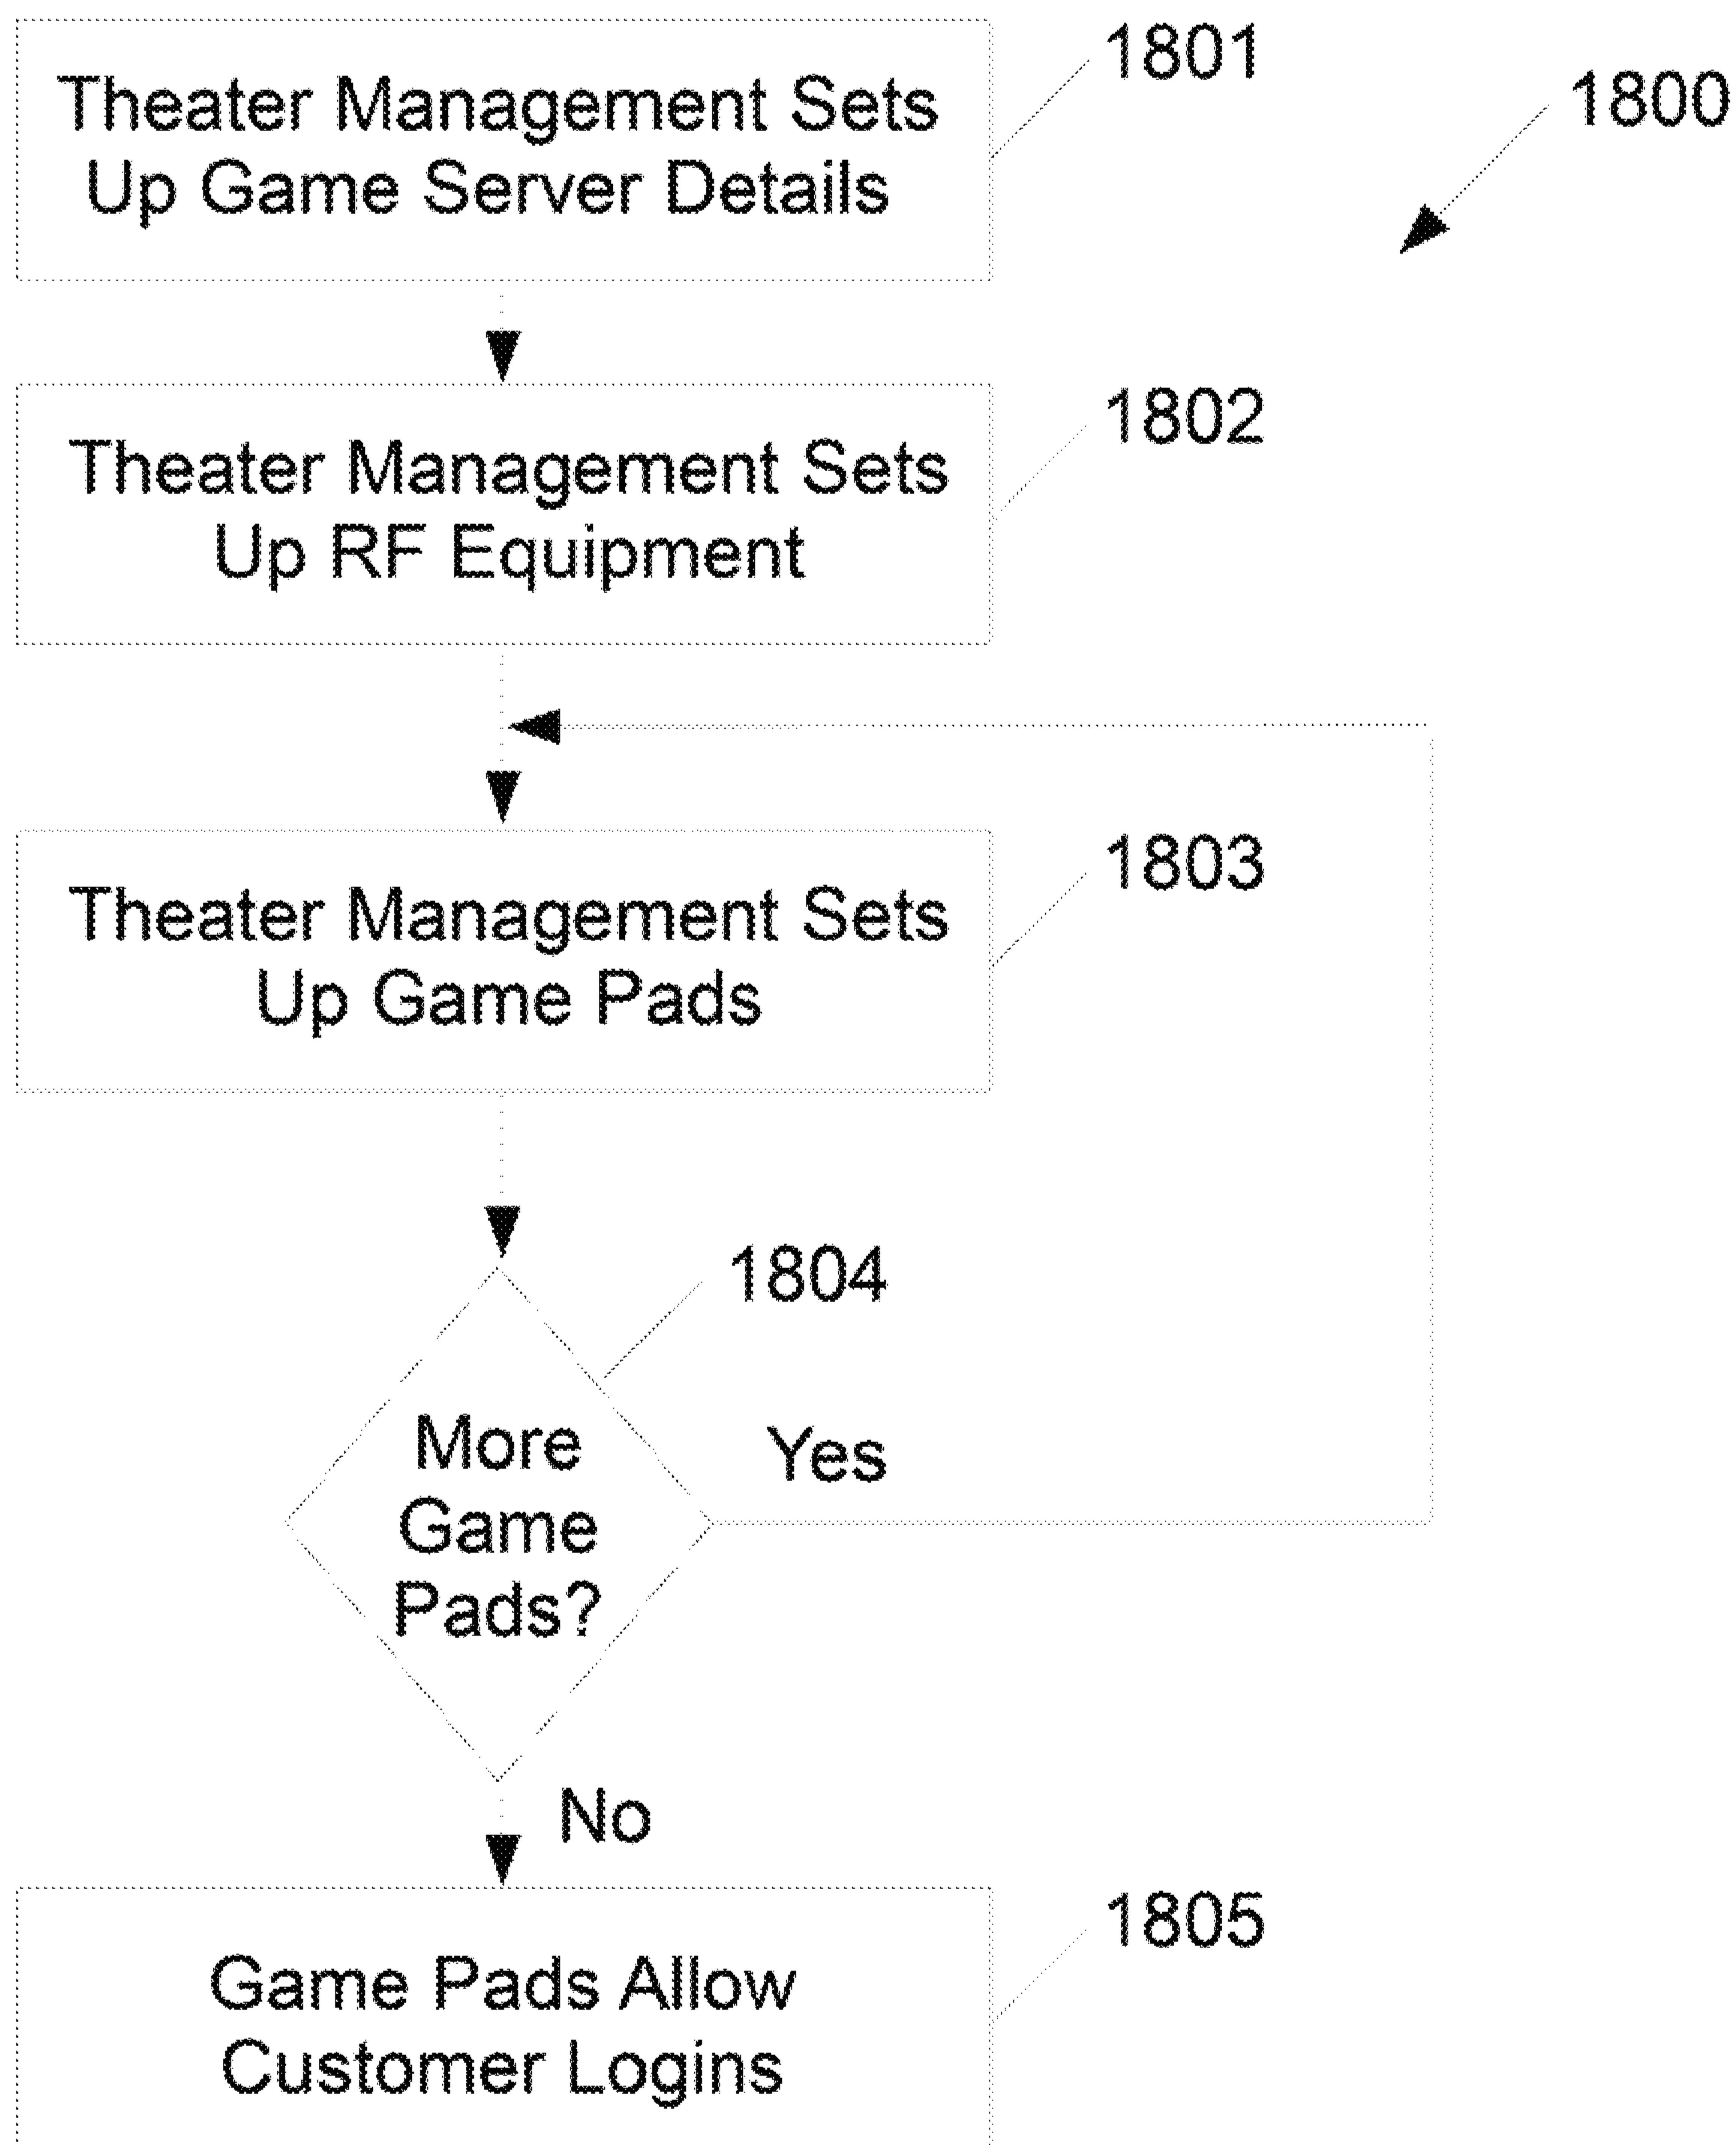 Theater Management Sets
Up Game Server Details
1801
1800
Theater Management Sets
Up RF Equipment
1802
Theater Management Sets
Up Game Pads
1803
1804
More
Game
Pads?
Yes
No
Game Pads Allow
Customer Logins
1805